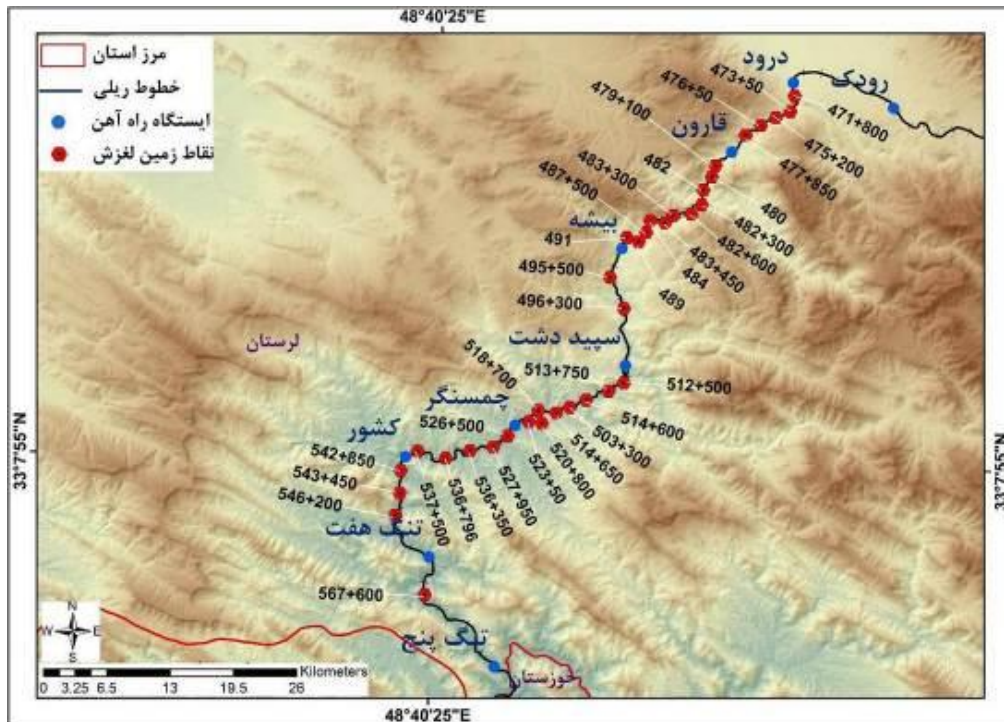 48°40'25"E
مرز استان
خطوط ریلی
ایستگاه راه آهن
نقاط زمین لغزش
درود
رودک
473+50
476+50
479+100
قارون
471+800
475+200
477+850
482
483+300
487+500
480
482+300
482+600
483+450
484
489
بیشه
491
495+500
496+300
سپید دشت
لرستان
518+700
513+750
512+500
چمسنگر
514+600
503+300
514+650
520+800
523+50
526+500
527+950
536+350
536+796
537+500
کشور
542+850
543+450
546+200
33°7'55"N
33°7'55"N
تنگ هفت
567+600
تنگ پنج
خوزستان
N
W
E
S
Kilometers
0 3.25 6.5 13 19.5 26
48°40'25"E